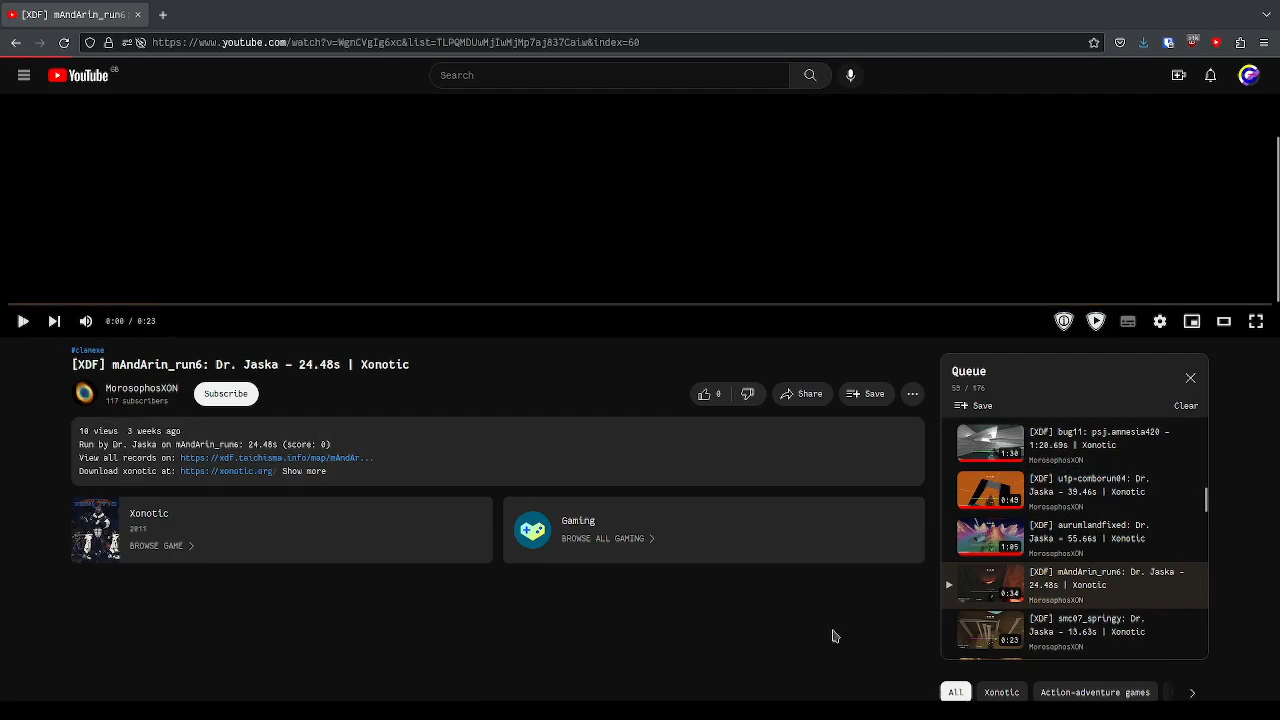 [XDF] mAndArin_run6:
https://www.youtube.com/watch?v=WgnCVgIg6xc&list=TLPQMDUwMjIwMjMp7aj837Caiw&index=60
YouTube GB
Search
0:00 / 0:23
#clanexe
[XDF] mAndArin_run6: Dr. Jaska – 24.48s | Xonotic
MorosophosXON
117 subscribers
Subscribe
0
Share
Save
10 views 3 weeks ago
Run by Dr. Jaska on mAndArin_run6: 24.48s (score: 0)
View all records on: https://xdf.teichisma.info/map/mAndAr...
Download xonotic at: https://xonotic.org/ Show more
Xonotic
2011
BROWSE GAME
Gaming
BROWSE ALL GAMING
Queue
59 / 176
Save
Clear
[XDF] bug11: psj.amnesia420 –
1:20.69s | Xonotic
MorosophosXON
1:30
[XDF] u1p-comborun04: Dr.
Jaska – 39.46s | Xonotic
MorosophosXON
0:49
[XDF] aurumlandfixed: Dr.
Jaska – 55.66s | Xonotic
MorosophosXON
1:05
[XDF] mAndArin_run6: Dr. Jaska –
24.48s | Xonotic
MorosophosXON
0:34
[XDF] smc07_springy: Dr.
Jaska – 13.63s | Xonotic
MorosophosXON
0:23
All
Xonotic
Action-adventure games